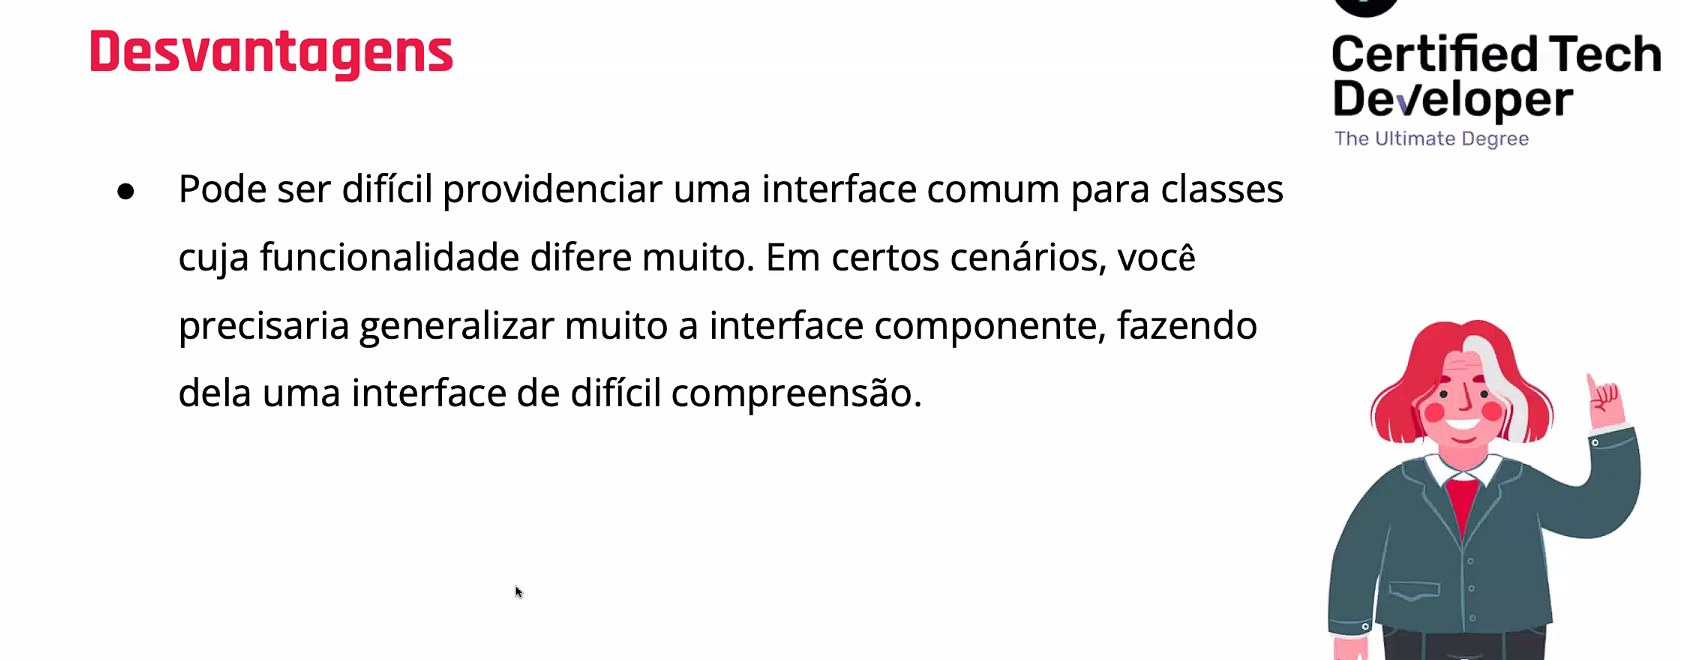 Desvantagens
Certified Tech
Developer
The Ultimate Degree
● Pode ser difícil providenciar uma interface comum para classes
cuja funcionalidade difere muito. Em certos cenários, você
precisaria generalizar muito a interface componente, fazendo
dela uma interface de difícil compreensão.